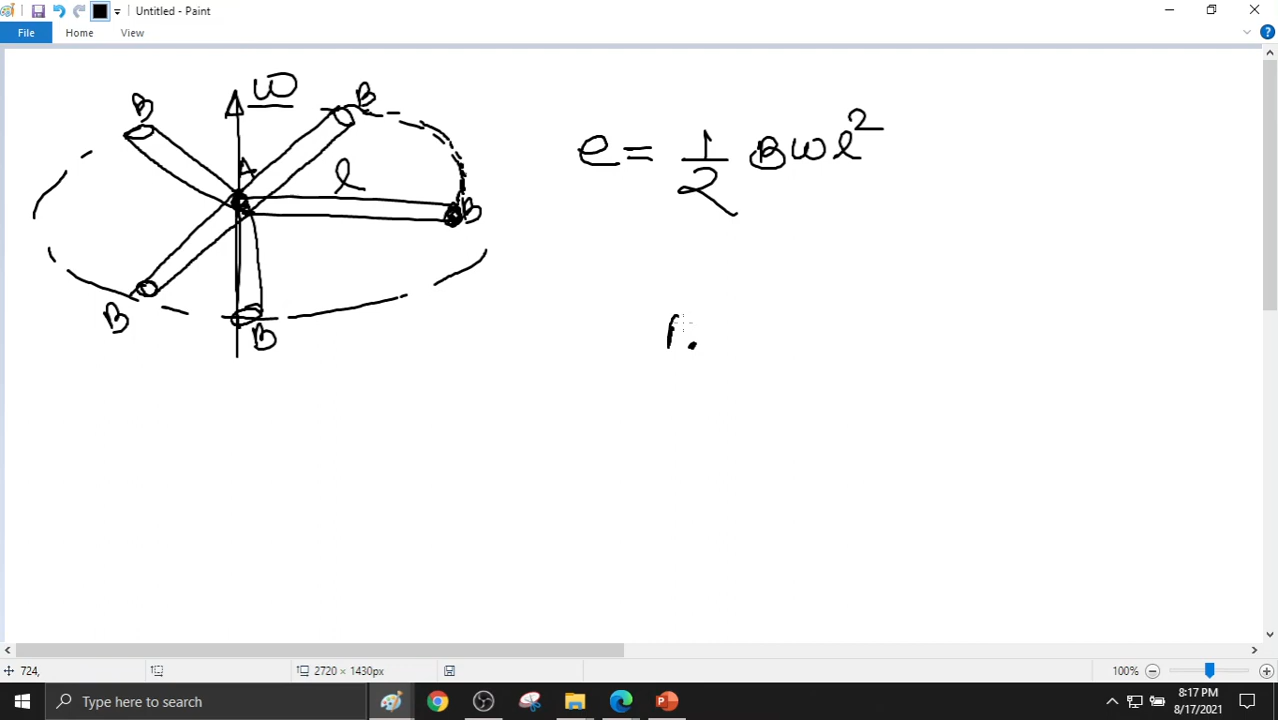 Untitled - Paint
File Home View
B ω B
A
l
B
B
B
e = 1/2 Bωl²
724,
2720 × 1430px
100%
Type here to search
8:17 PM
8/17/2021